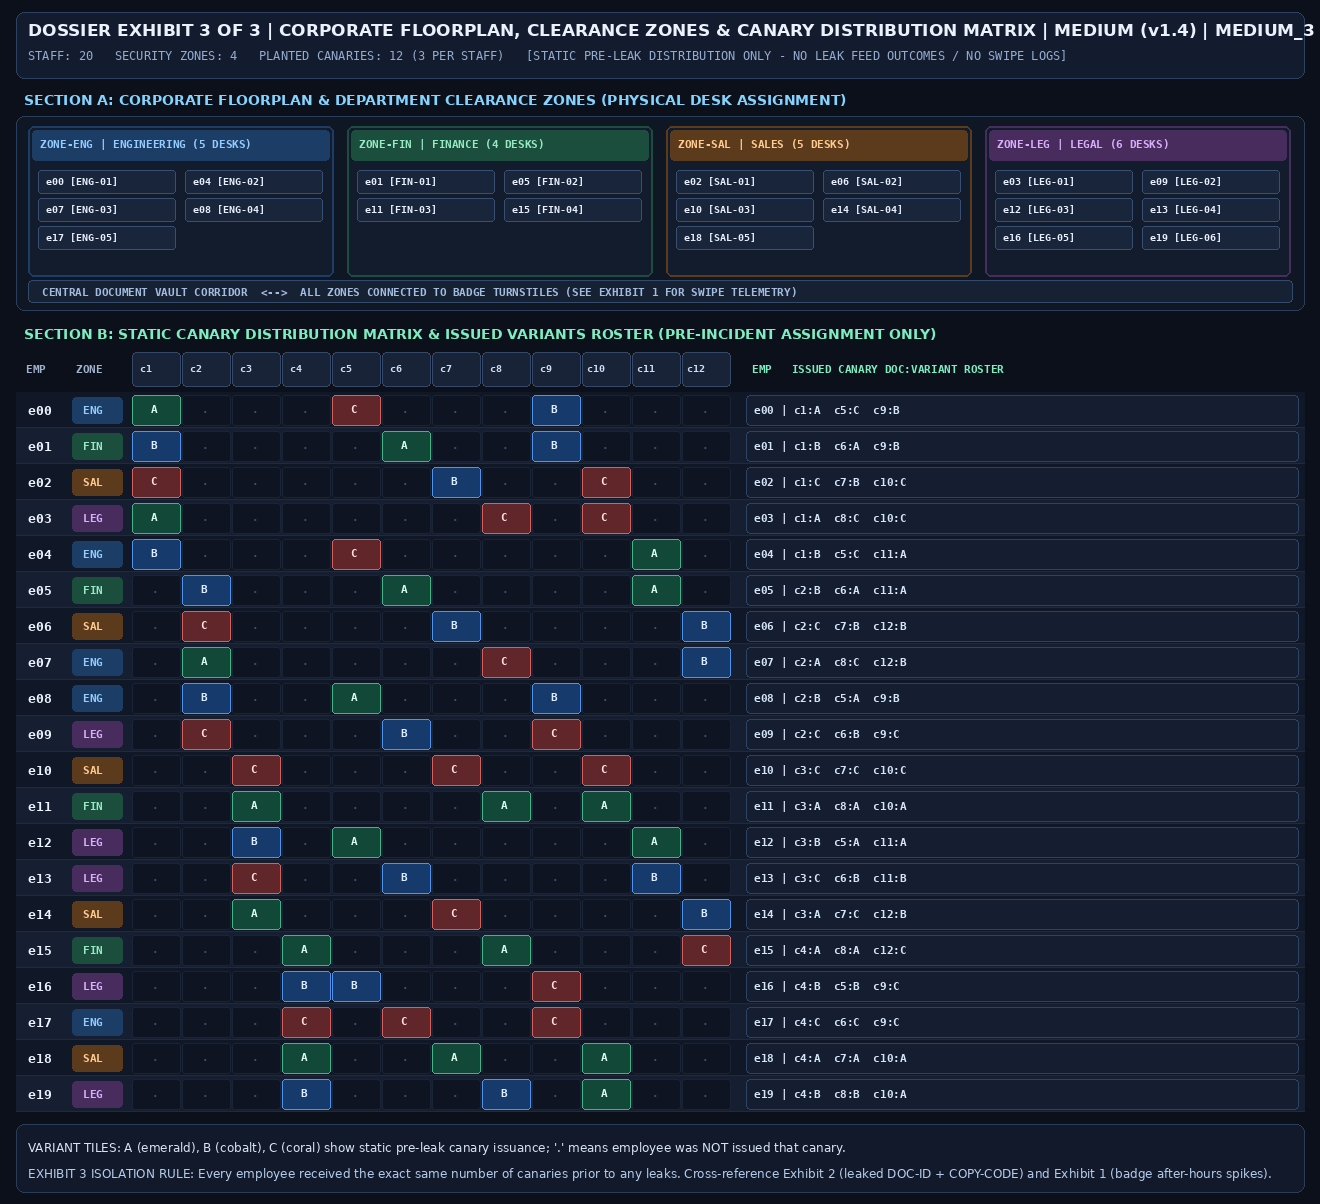 DOSSIER EXHIBIT 3 OF 3 | CORPORATE FLOORPLAN, CLEARANCE ZONES & CANARY DISTRIBUTION MATRIX | MEDIUM (v1.4) | MEDIUM_3
STAFF: 20 SECURITY ZONES: 4 PLANTED CANARIES: 12 (3 PER STAFF) [STATIC PRE-LEAK DISTRIBUTION ONLY - NO LEAK FEED OUTCOMES / NO SWIPE LOGS]
SECTION A: CORPORATE FLOORPLAN & DEPARTMENT CLEARANCE ZONES (PHYSICAL DESK ASSIGNMENT)
ZONE-ENG | ENGINEERING (5 DESKS)
e00 [ENG-01] e04 [ENG-02]
e07 [ENG-03] e08 [ENG-04]
e17 [ENG-05]
ZONE-FIN | FINANCE (4 DESKS)
e01 [FIN-01] e05 [FIN-02]
e11 [FIN-03] e15 [FIN-04]
ZONE-SAL | SALES (5 DESKS)
e02 [SAL-01] e06 [SAL-02]
e10 [SAL-03] e14 [SAL-04]
e18 [SAL-05]
ZONE-LEG | LEGAL (6 DESKS)
e03 [LEG-01] e09 [LEG-02]
e12 [LEG-03] e13 [LEG-04]
e16 [LEG-05] e19 [LEG-06]
CENTRAL DOCUMENT VAULT CORRIDOR <--> ALL ZONES CONNECTED TO BADGE TURNSTILES (SEE EXHIBIT 1 FOR SWIPE TELEMETRY)
SECTION B: STATIC CANARY DISTRIBUTION MATRIX & ISSUED VARIANTS ROSTER (PRE-INCIDENT ASSIGNMENT ONLY)
EMP ZONE c1 c2 c3 c4 c5 c6 c7 c8 c9 c10 c11 c12 EMP ISSUED CANARY DOC:VARIANT ROSTER
e00 ENG A . . . C . . . B . . . e00 | c1:A c5:C c9:B
e01 FIN B . . . . A . . B . . . e01 | c1:B c6:A c9:B
e02 SAL C . . . . . B . . C . . e02 | c1:C c7:B c10:C
e03 LEG A . . . . . . C . C . . e03 | c1:A c8:C c10:C
e04 ENG B . . . C . . . . . A . e04 | c1:B c5:C c11:A
e05 FIN . B . . . A . . . . A . e05 | c2:B c6:A c11:A
e06 SAL . C . . . . B . . . . B e06 | c2:C c7:B c12:B
e07 ENG . A . . . . . C . . . B e07 | c2:A c8:C c12:B
e08 ENG . B . . A . . . B . . . e08 | c2:B c5:A c9:B
e09 LEG . C . . . B . . C . . . e09 | c2:C c6:B c9:C
e10 SAL . . C . . . C . . C . . e10 | c3:C c7:C c10:C
e11 FIN . . A . . . . A . A . . e11 | c3:A c8:A c10:A
e12 LEG . . B . A . . . . . A . e12 | c3:B c5:A c11:A
e13 LEG . . C . . B . . . . B . e13 | c3:C c6:B c11:B
e14 SAL . . A . . . C . . . . B e14 | c3:A c7:C c12:B
e15 FIN . . . A . . . A . . . C e15 | c4:A c8:A c12:C
e16 LEG . . . B B . . . C . . . e16 | c4:B c5:B c9:C
e17 ENG . . . C . C . . C . . . e17 | c4:C c6:C c9:C
e18 SAL . . . A . . A . . A . . e18 | c4:A c7:A c10:A
e19 LEG . . . B . . . B . A . . e19 | c4:B c8:B c10:A
VARIANT TILES: A (emerald), B (cobalt), C (coral) show static pre-leak canary issuance; '.' means employee was NOT issued that canary.
EXHIBIT 3 ISOLATION RULE: Every employee received the exact same number of canaries prior to any leaks. Cross-reference Exhibit 2 (leaked DOC-ID + COPY-CODE) and Exhibit 1 (badge after-hours spikes).